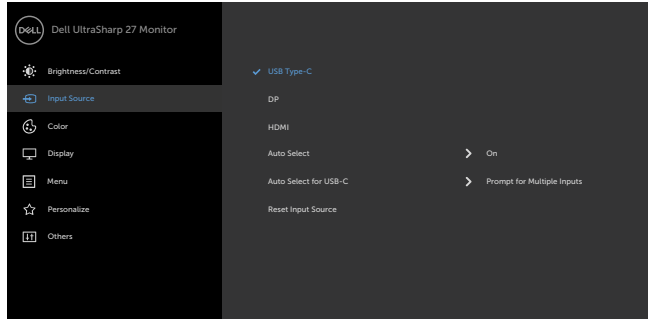 DELL Dell UltraSharp 27 Monitor
Brightness/Contrast
Input Source
Color
Display
Menu
Personalize
Others
USB Type-C
DP
HDMI
Auto Select On
Auto Select for USB-C Prompt for Multiple Inputs
Reset Input Source